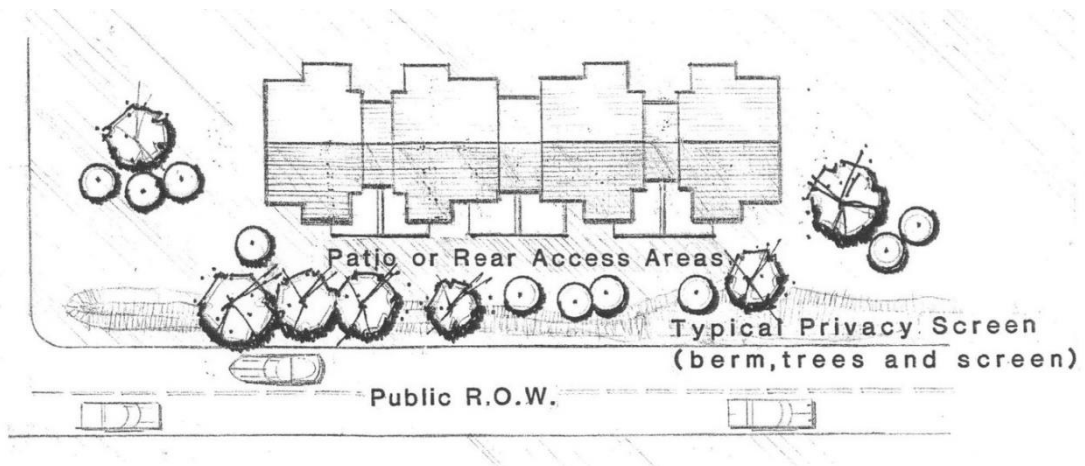 Patio or Rear Access Areas
Typical Privacy Screen
(berm,trees and screen)
Public R.O.W.